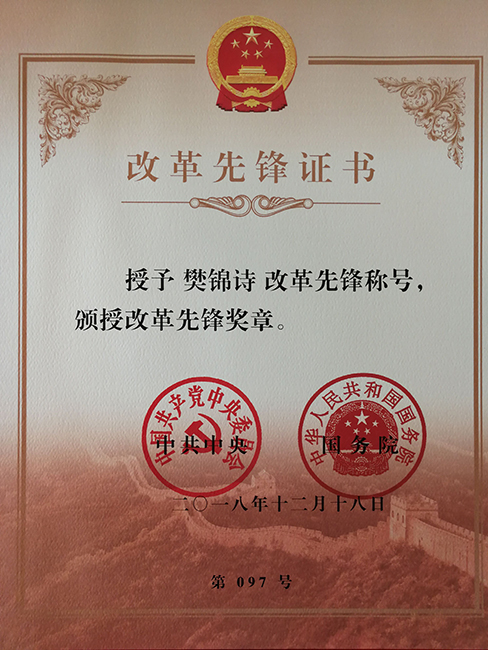 改革先锋证书
授予 樊锦诗 改革先锋称号，
颁授改革先锋奖章。
中国共产党中央委员会
中共中央
中华人民共和国国务院
国务院
二〇一八年十二月十八日
第 097 号